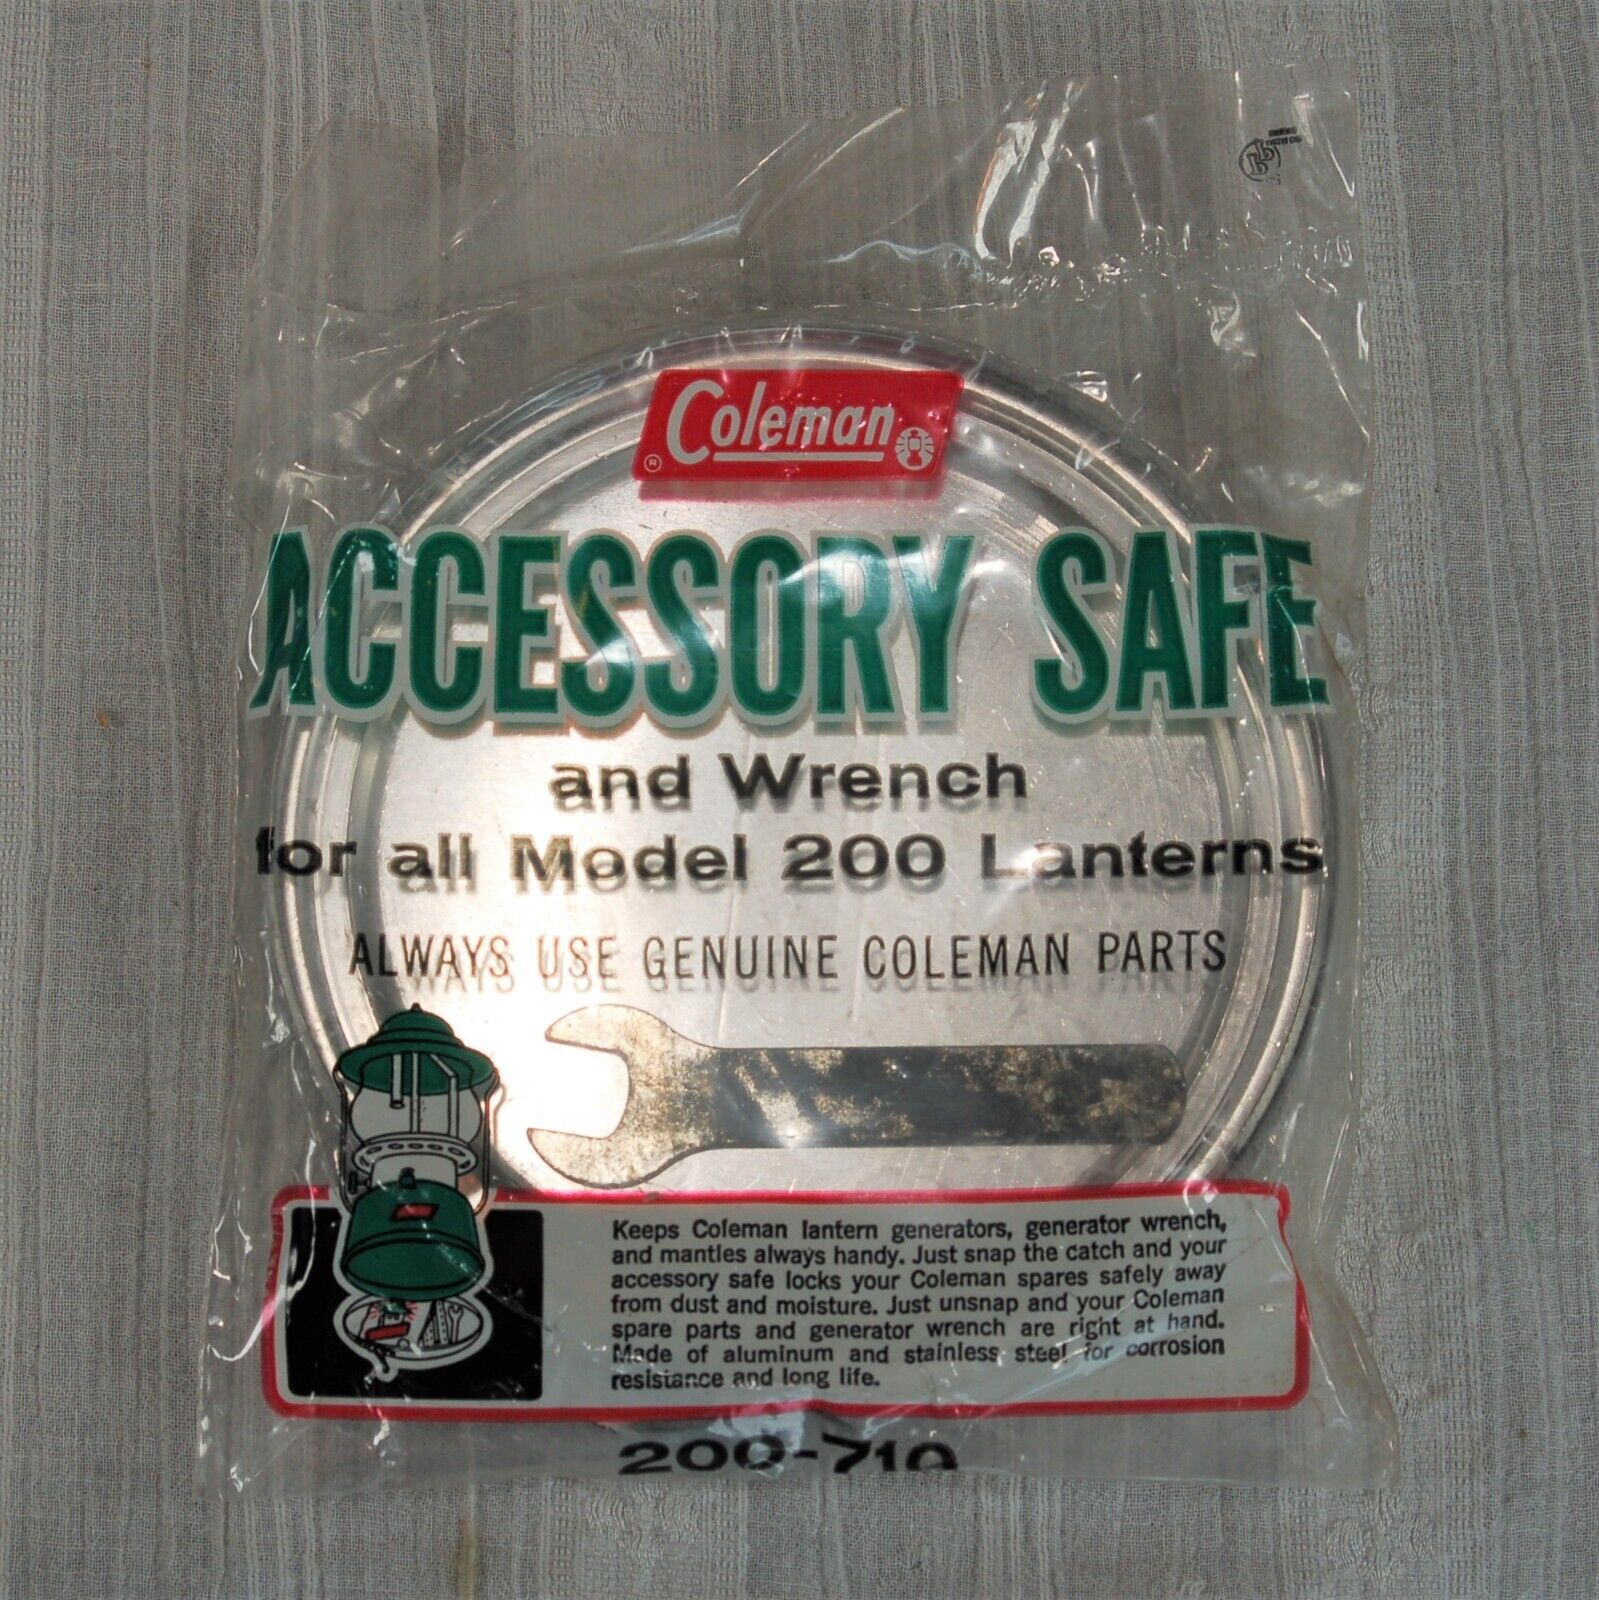 Coleman
®
ACCESSORY SAFE
and Wrench
for all Model 200 Lanterns
ALWAYS USE GENUINE COLEMAN PARTS
Keeps Coleman lantern generators, generator wrench,
and mantles always handy. Just snap the catch and your
accessory safe locks your Coleman spares safely away
from dust and moisture. Just unsnap and your Coleman
spare parts and generator wrench are right at hand.
Made of aluminum and stainless steel for corrosion
resistance and long life.
200-710